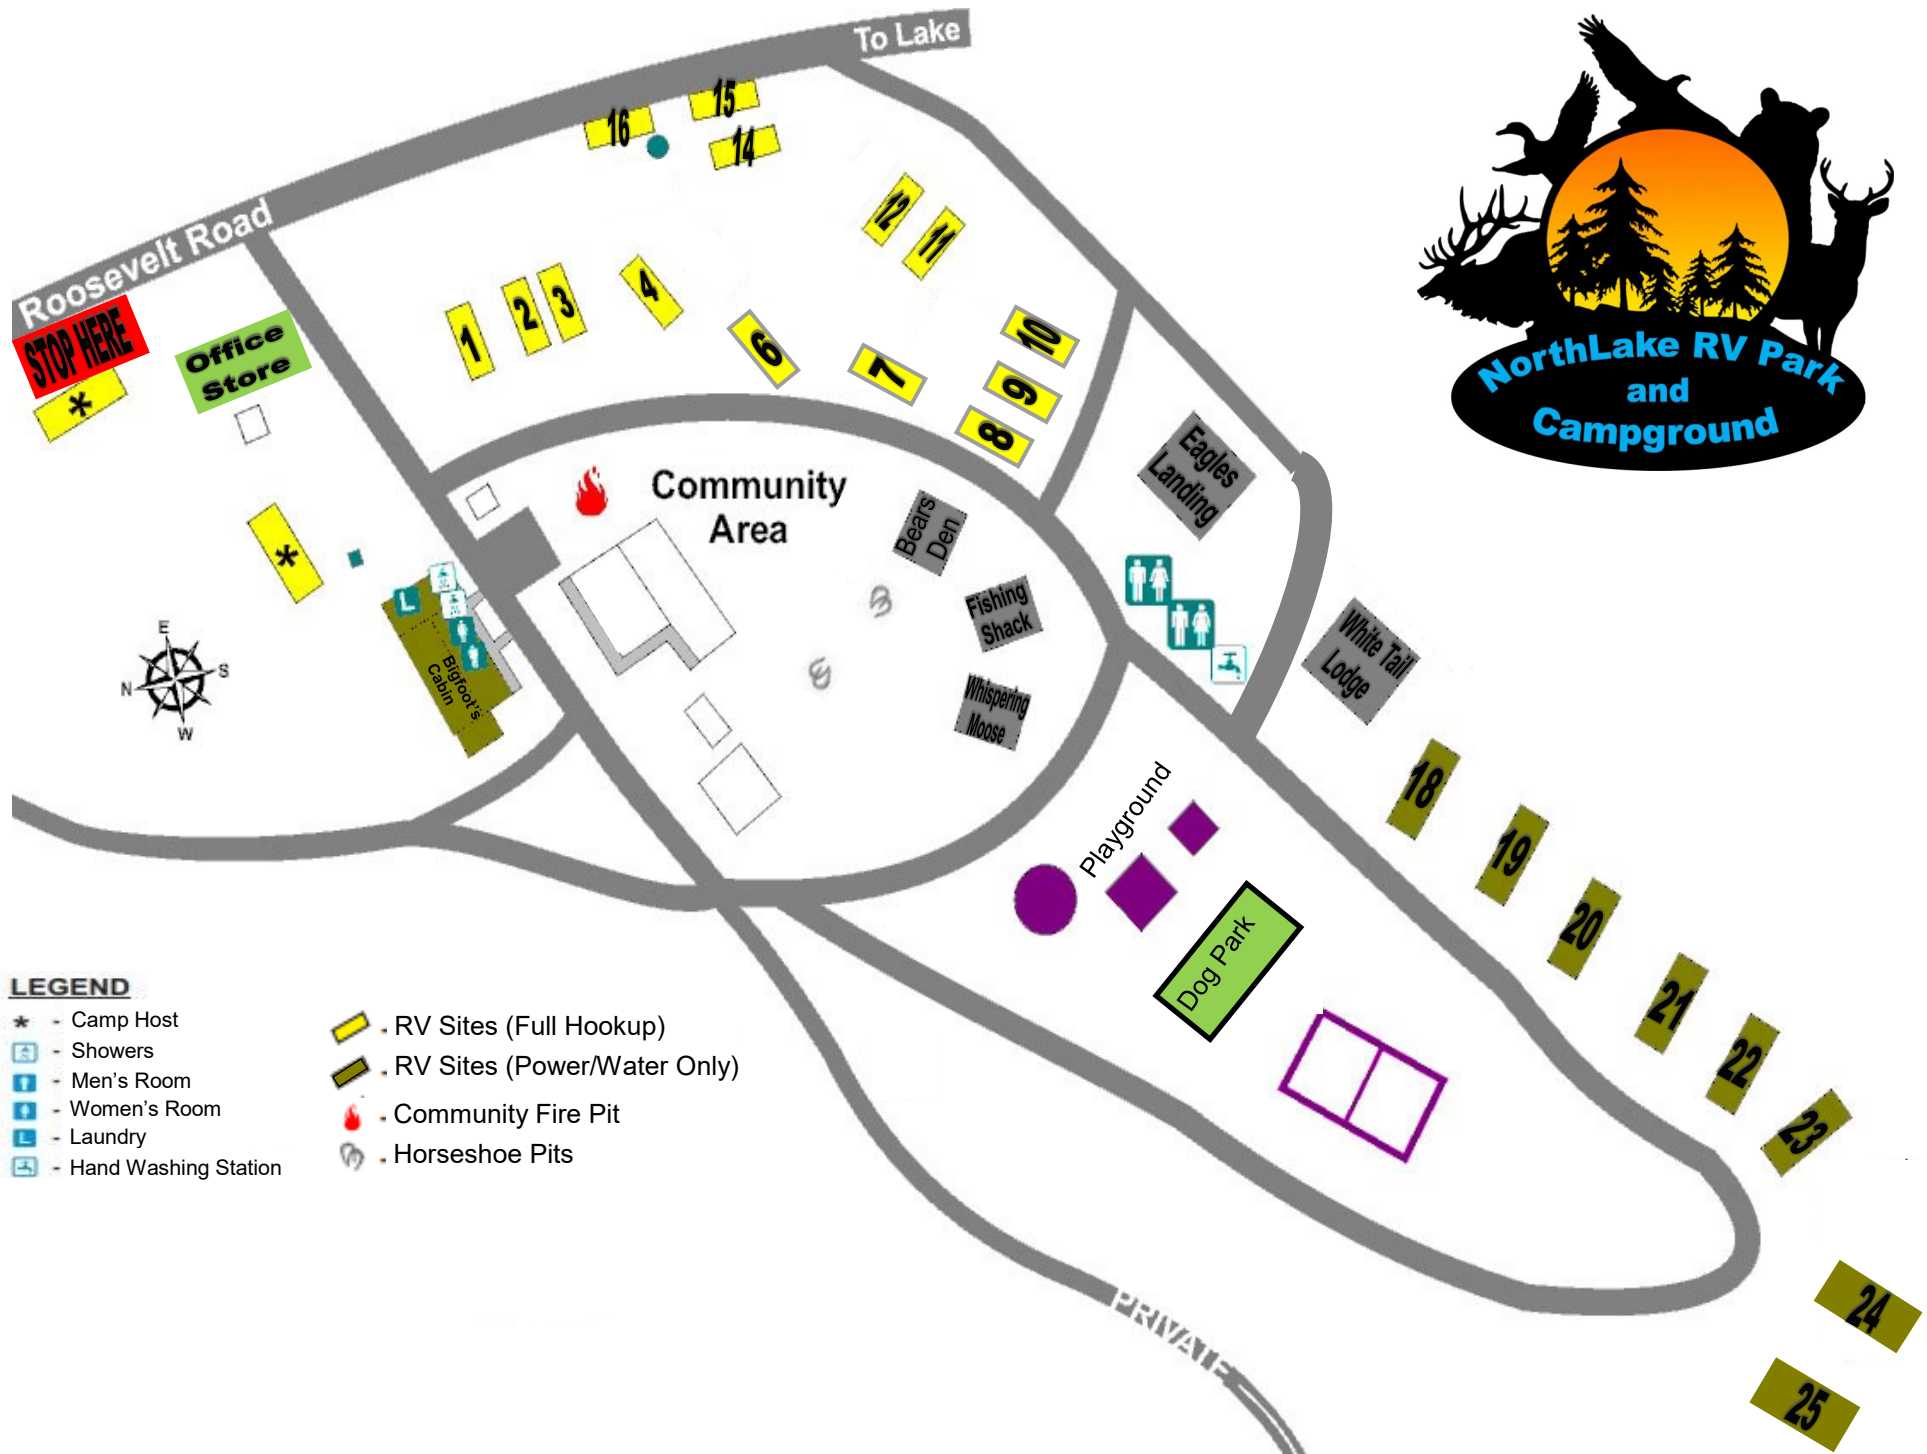 To Lake
Roosevelt Road
STOP HERE
*
Office
Store
*
16
15
14
12
11
1
2
3
4
6
7
10
9
8
NorthLake RV Park
and
Campground
Community
Area
Eagles
Landing
Bears
Den
Fishing
Shack
Whispering
Moose
White Tail
Lodge
L
Bigfoot's
Cabin
E
S
N
W
Playground
Dog Park
18
19
20
21
22
23
24
25
PRIVATE
LEGEND
* - Camp Host
- Showers
- Men's Room
- Women's Room
L - Laundry
- Hand Washing Station
- RV Sites (Full Hookup)
- RV Sites (Power/Water Only)
- Community Fire Pit
- Horseshoe Pits